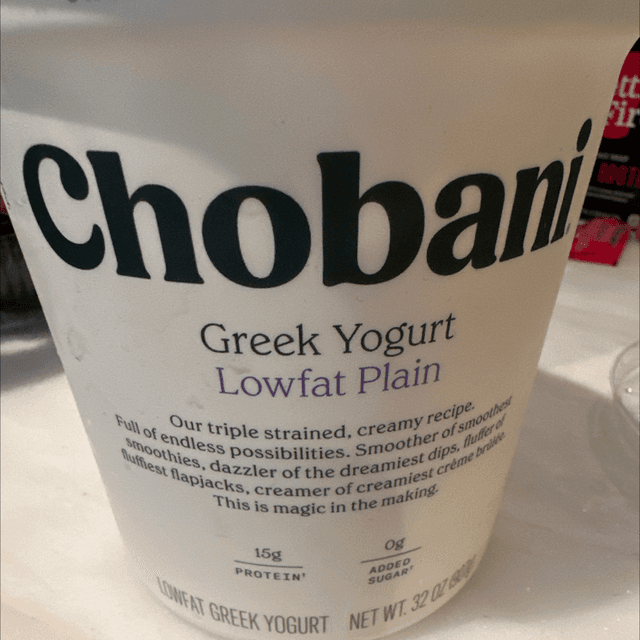 Chobani
Greek Yogurt
Lowfat Plain
Our triple strained, creamy recipe.
Full of endless possibilities. Smoother of smoothest
smoothies, dazzler of the dreamiest dips, fluffer of
fluffiest flapjacks, creamer of creamiest crème brûlée.
This is magic in the making.
15g
PROTEIN†
0g
ADDED
SUGAR†
LOWFAT GREEK YOGURT NET WT. 32 OZ